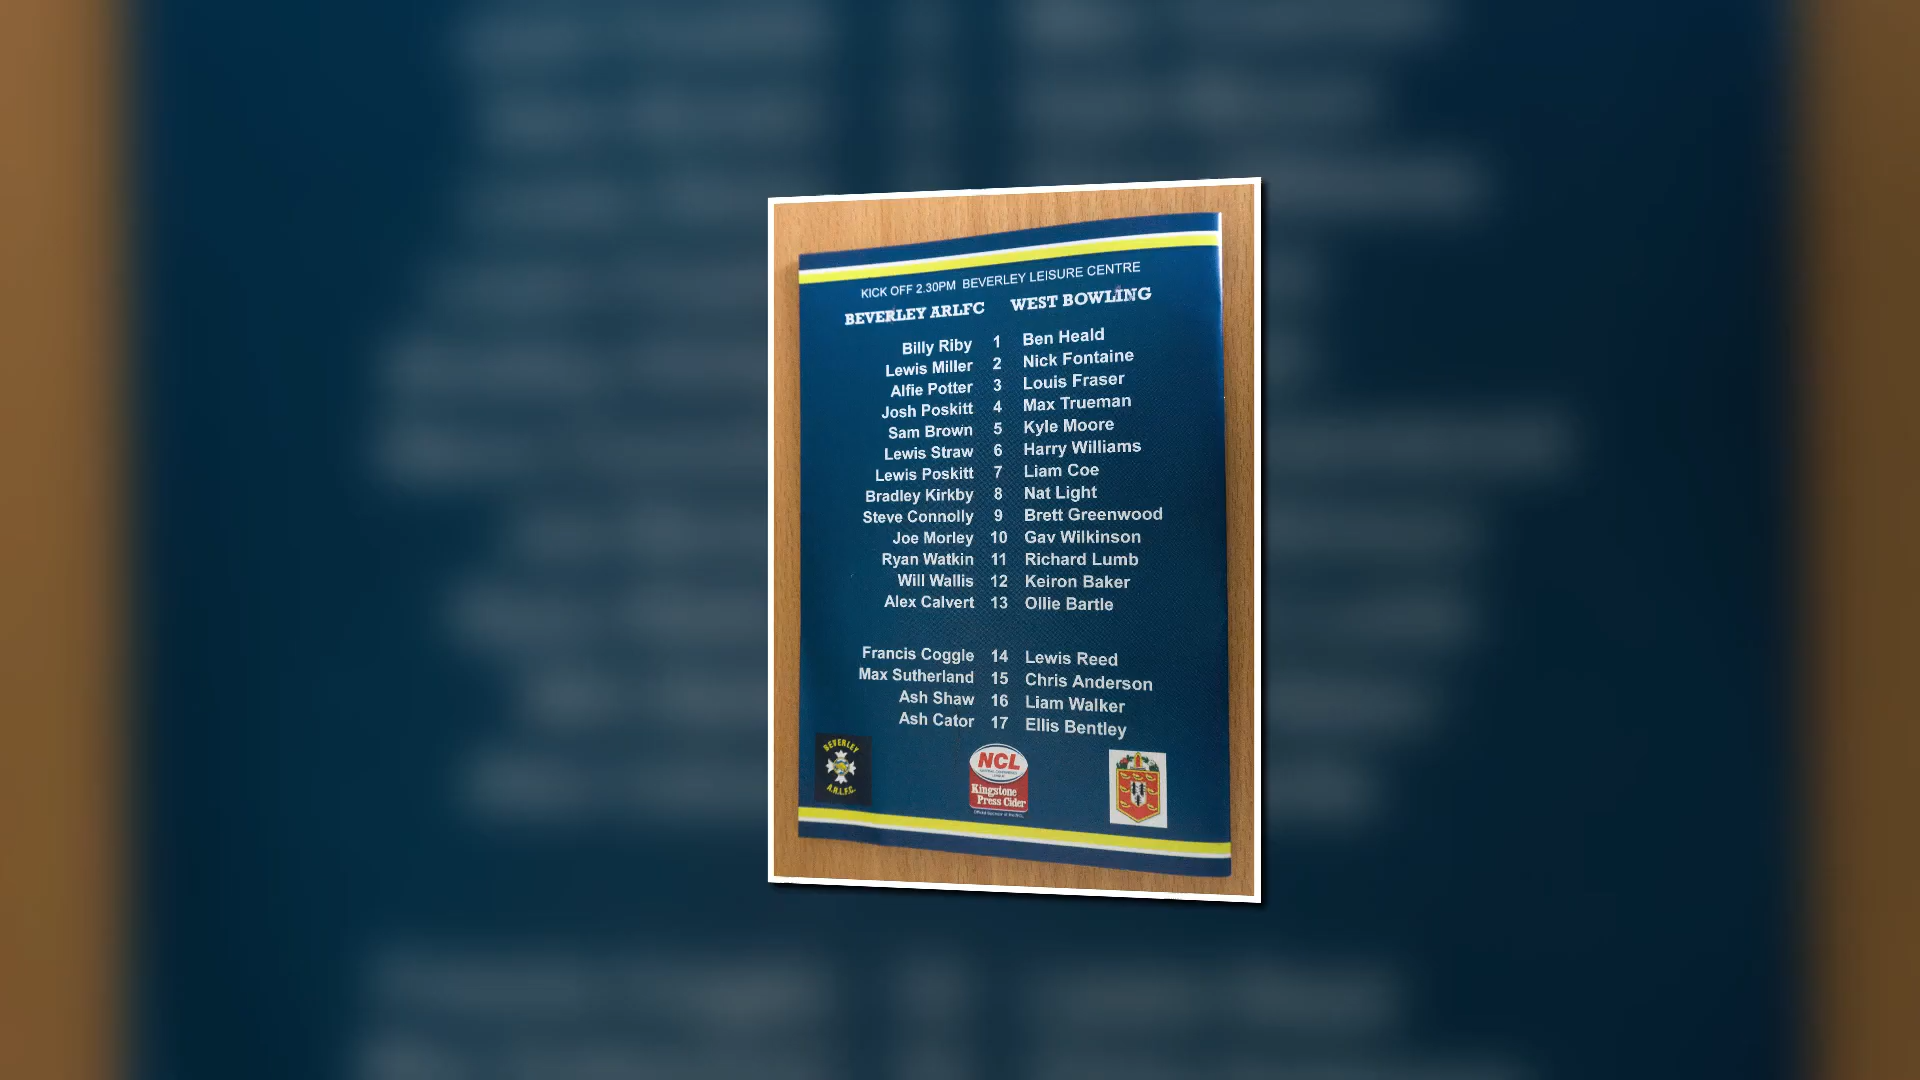 KICK OFF 2.30PM BEVERLEY LEISURE CENTRE
BEVERLEY ARLFC WEST BOWLING
Billy Riby 1 Ben Heald
Lewis Miller 2 Nick Fontaine
Alfie Potter 3 Louis Fraser
Josh Poskitt 4 Max Trueman
Sam Brown 5 Kyle Moore
Lewis Straw 6 Harry Williams
Lewis Poskitt 7 Liam Coe
Bradley Kirkby 8 Nat Light
Steve Connolly 9 Brett Greenwood
Joe Morley 10 Gav Wilkinson
Ryan Watkin 11 Richard Lumb
Will Wallis 12 Keiron Baker
Alex Calvert 13 Ollie Bartle
Francis Coggle 14 Lewis Reed
Max Sutherland 15 Chris Anderson
Ash Shaw 16 Liam Walker
Ash Cator 17 Ellis Bentley
BEVERLEY
A.R.L.F.C.
NCL
Kingstone
Press Cider